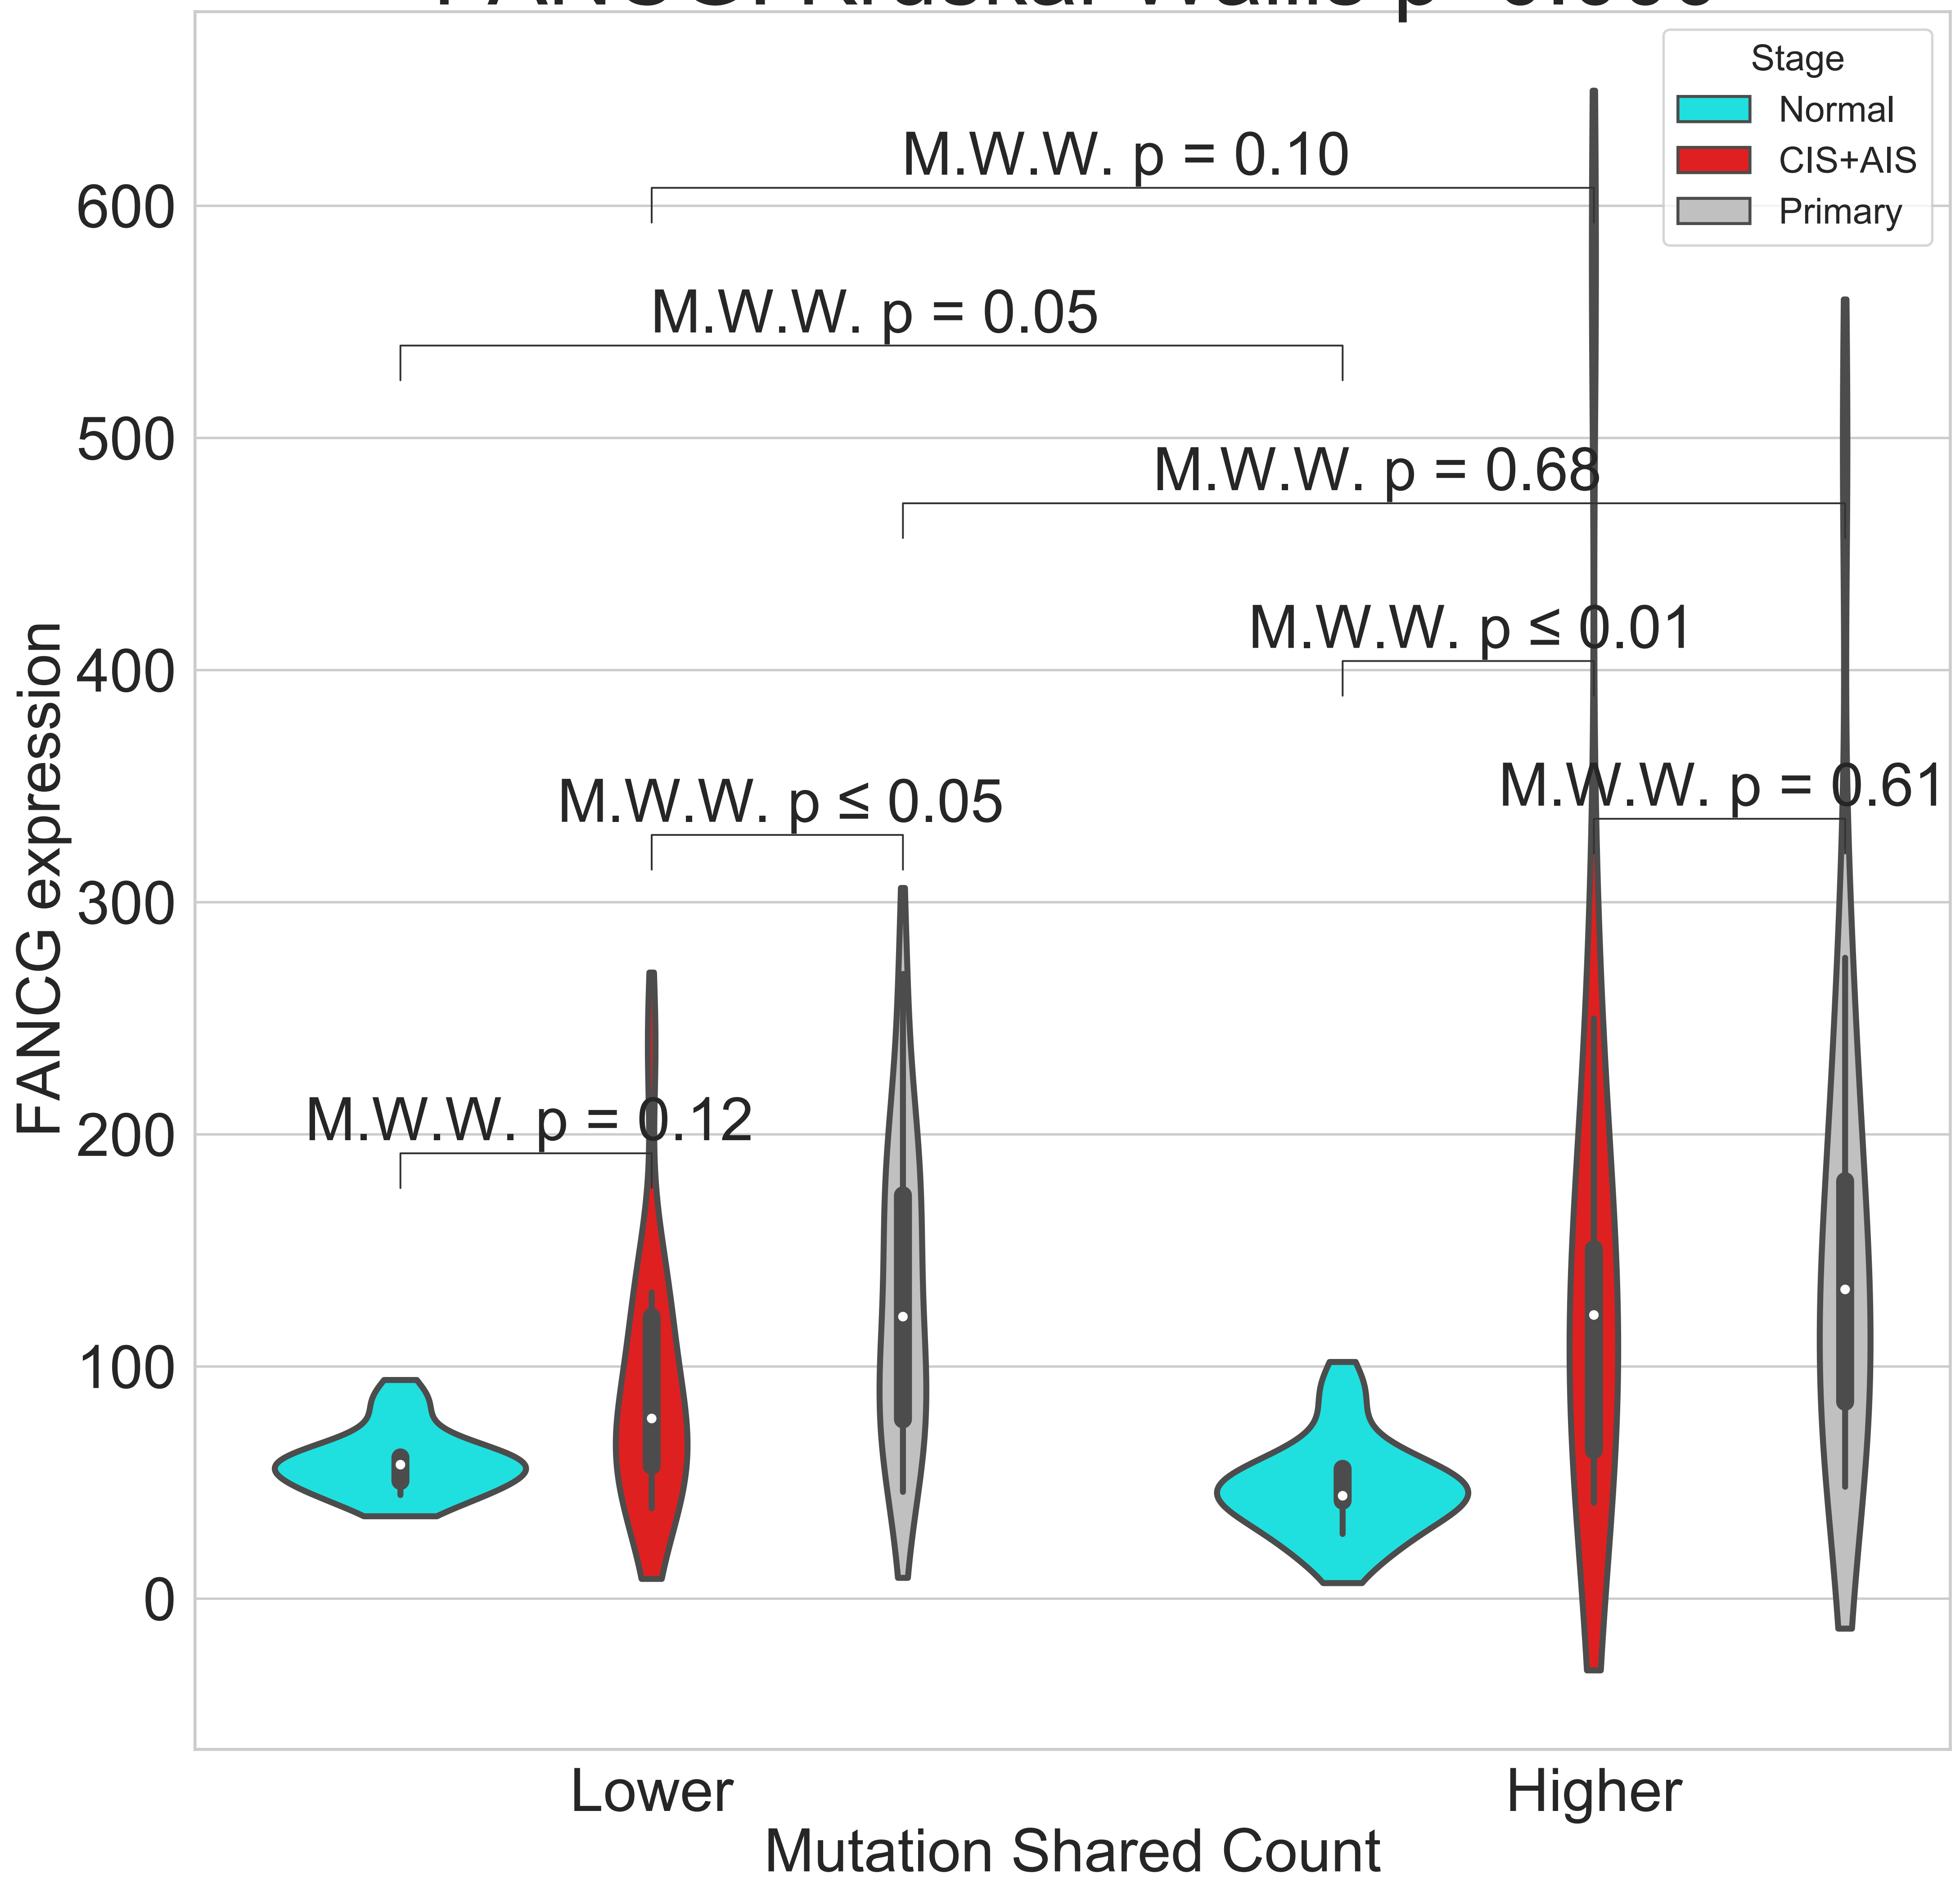 Stage
Normal
CIS+AIS
Primary
M.W.W. p = 0.10
M.W.W. p = 0.05
M.W.W. p = 0.68
M.W.W. p ≤ 0.01
M.W.W. p = 0.61
M.W.W. p ≤ 0.05
M.W.W. p = 0.12
600
500
400
300
200
100
0
FANCG expression
Lower
Higher
Mutation Shared Count